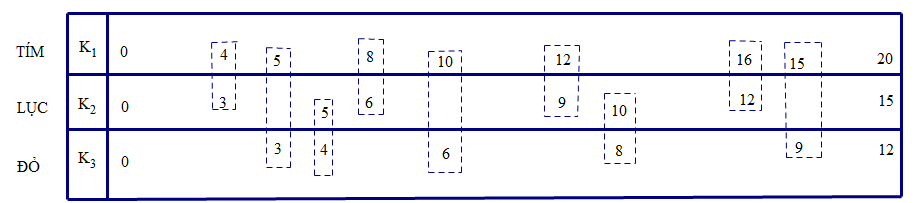 TÍM K1 0 4 5 8 10 12 16 15 20
LỤC K2 0 3 5 6 9 10 12 15
ĐỎ K3 0 3 4 6 8 9 12